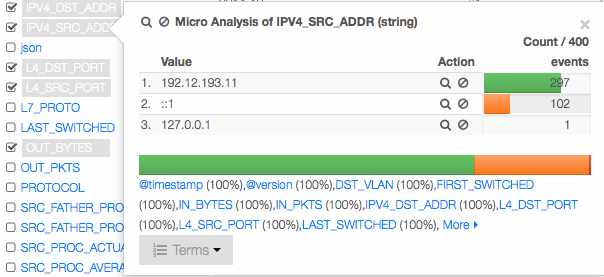 IPV4_DST_ADDR
IPV4_SRC_ADDR
json
L4_DST_PORT
L4_SRC_PORT
L7_PROTO
LAST_SWITCHED
OUT_BYTES
OUT_PKTS
PROTOCOL
SRC_FATHER_PRO
SRC_PROC_ACTUA
SRC_PROC_AVERA
Micro Analysis of IPV4_SRC_ADDR (string)
×
Count / 400
Value Action events
1. 192.12.193.11 297
2. ::1 102
3. 127.0.0.1 1
@timestamp (100%),@version (100%),DST_VLAN (100%),FIRST_SWITCHED
(100%),IN_BYTES (100%),IN_PKTS (100%),IPV4_DST_ADDR (100%),L4_DST_PORT
(100%),L4_SRC_PORT (100%),LAST_SWITCHED (100%), More
Terms